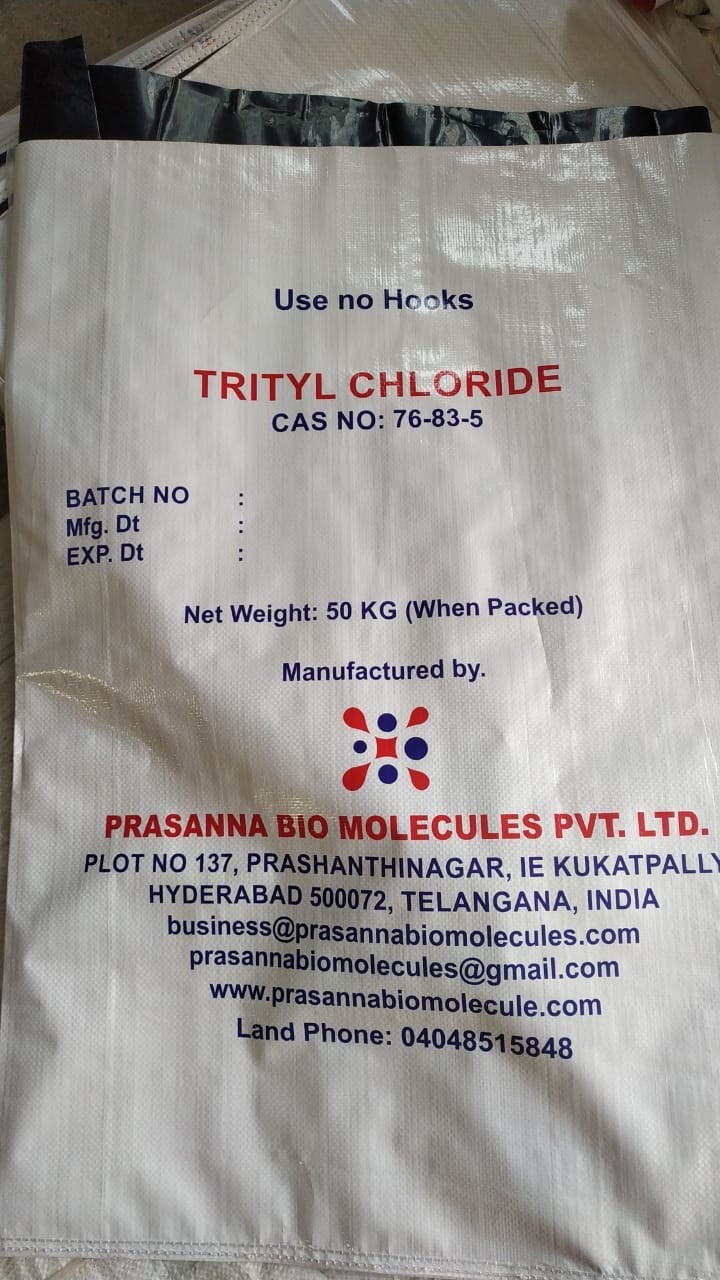 Use no Hooks
TRITYL CHLORIDE
CAS NO: 76-83-5
BATCH NO :
Mfg. Dt :
EXP. Dt :
Net Weight: 50 KG (When Packed)
Manufactured by.
PRASANNA BIO MOLECULES PVT. LTD.
PLOT NO 137, PRASHANTHINAGAR, IE KUKATPALLY
HYDERABAD 500072, TELANGANA, INDIA
business@prasannabiomolecules.com
prasannabiomolecules@gmail.com
www.prasannabiomolecule.com
Land Phone: 04048515848